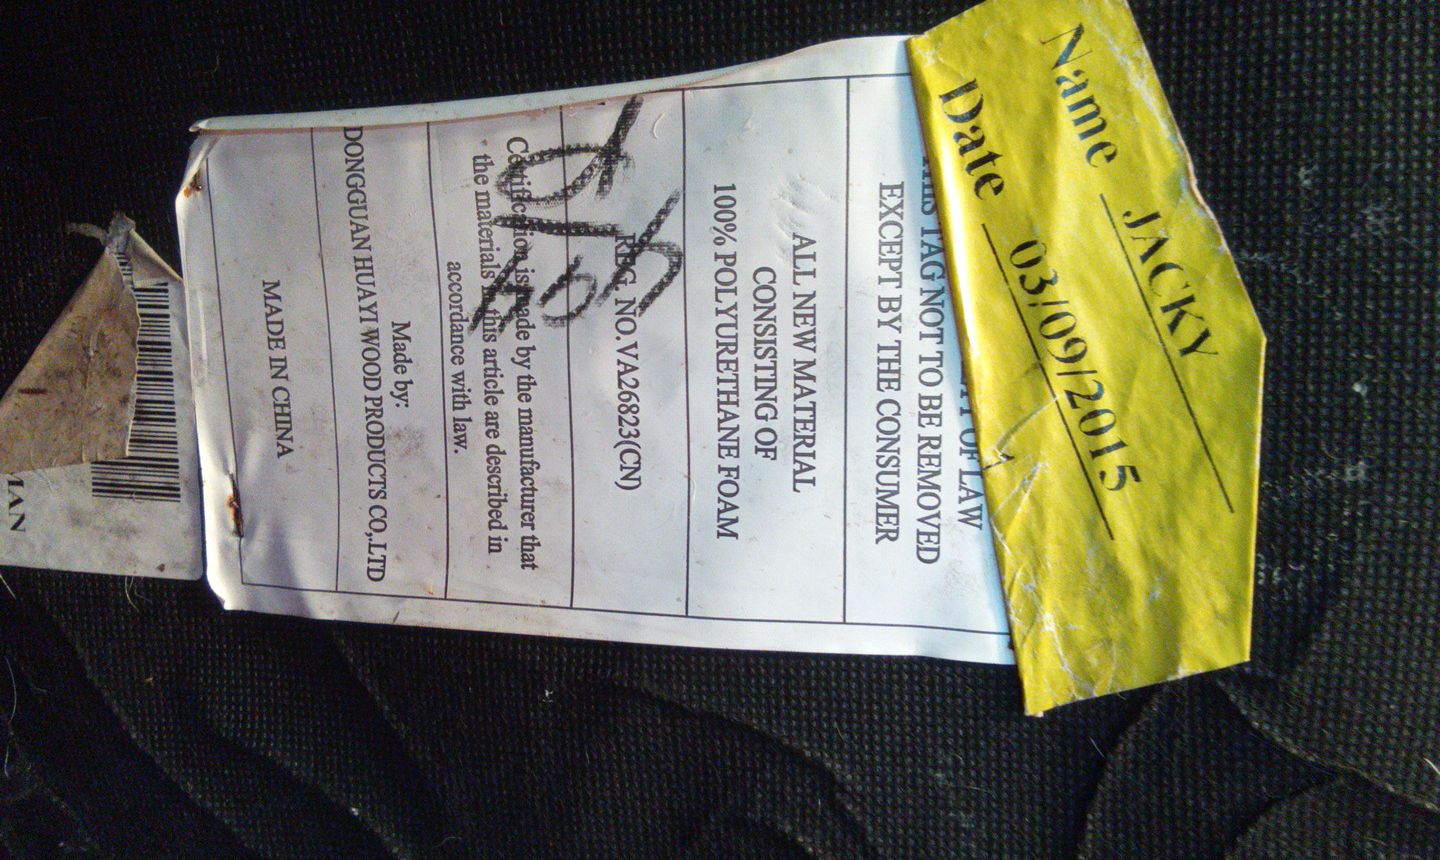 Name JACKY
Date 03/09/2015
TAG NOT TO BE REMOVED
EXCEPT BY THE CONSUMER
OF LAW
ALL NEW MATERIAL
CONSISTING OF
100% POLYURETHANE FOAM
REG. NO.VA26823(CN)
Certification is made by the manufacturer that
the materials in this article are described in
accordance with law.
Made by:
DONGGUAN HUAYI WOOD PRODUCTS CO,.LTD
MADE IN CHINA